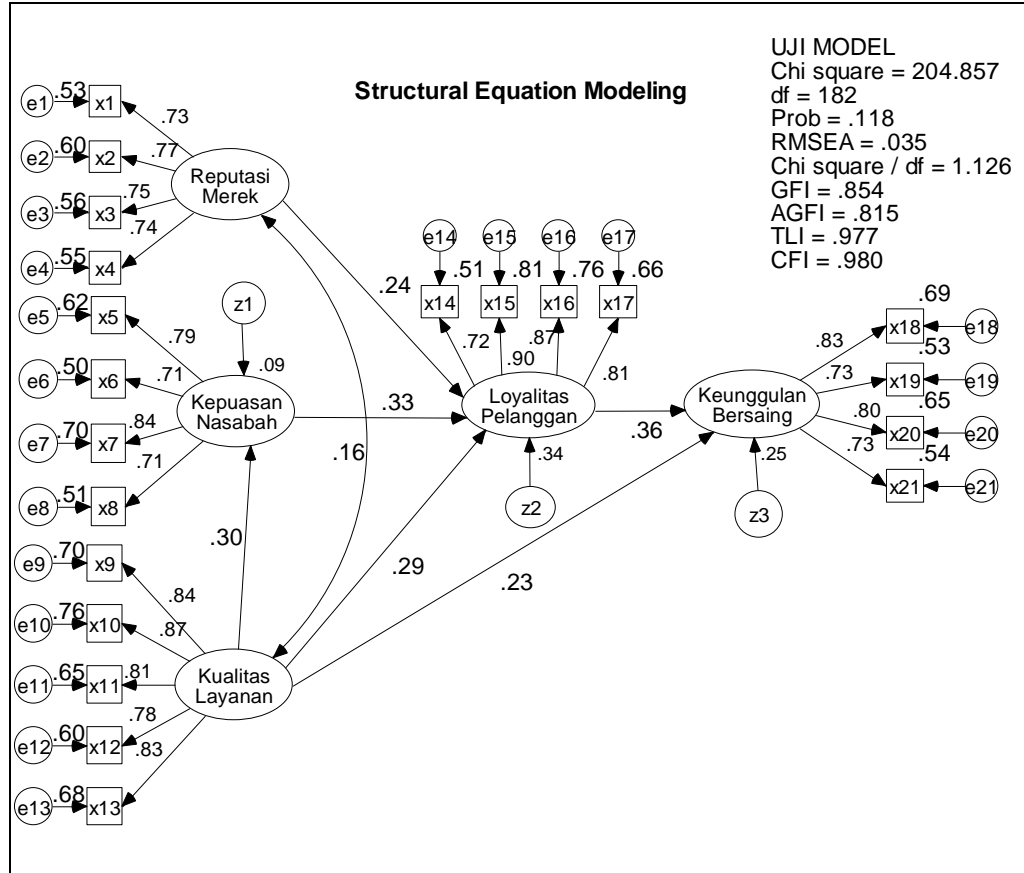 Structural Equation Modeling
UJI MODEL
Chi square = 204.857
df = 182
Prob = .118
RMSEA = .035
Chi square / df = 1.126
GFI = .854
AGFI = .815
TLI = .977
CFI = .980
e1
.53
x1
.73
e2
.60
x2
.77
e3
.56
x3
.75
e4
.55
x4
.74
Reputasi
Merek
e5
.62
x5
.79
e6
.50
x6
.71
e7
.70
x7
.84
e8
.51
x8
.71
z1
.09
Kepuasan
Nasabah
e9
.70
x9
.84
e10
.76
x10
.87
e11
.65
x11
.81
e12
.60
x12
.78
e13
.68
x13
.83
Kualitas
Layanan
.24
.33
.16
.30
.29
.23
.36
e14
e15
e16
e17
.51
.81
.76
.66
x14
x15
x16
x17
.72
.90
.87
.81
Loyalitas
Pelanggan
.34
z2
Keunggulan
Bersaing
.25
z3
.69
.83
x18
e18
.53
.73
x19
e19
.65
.80
x20
e20
.54
.73
x21
e21